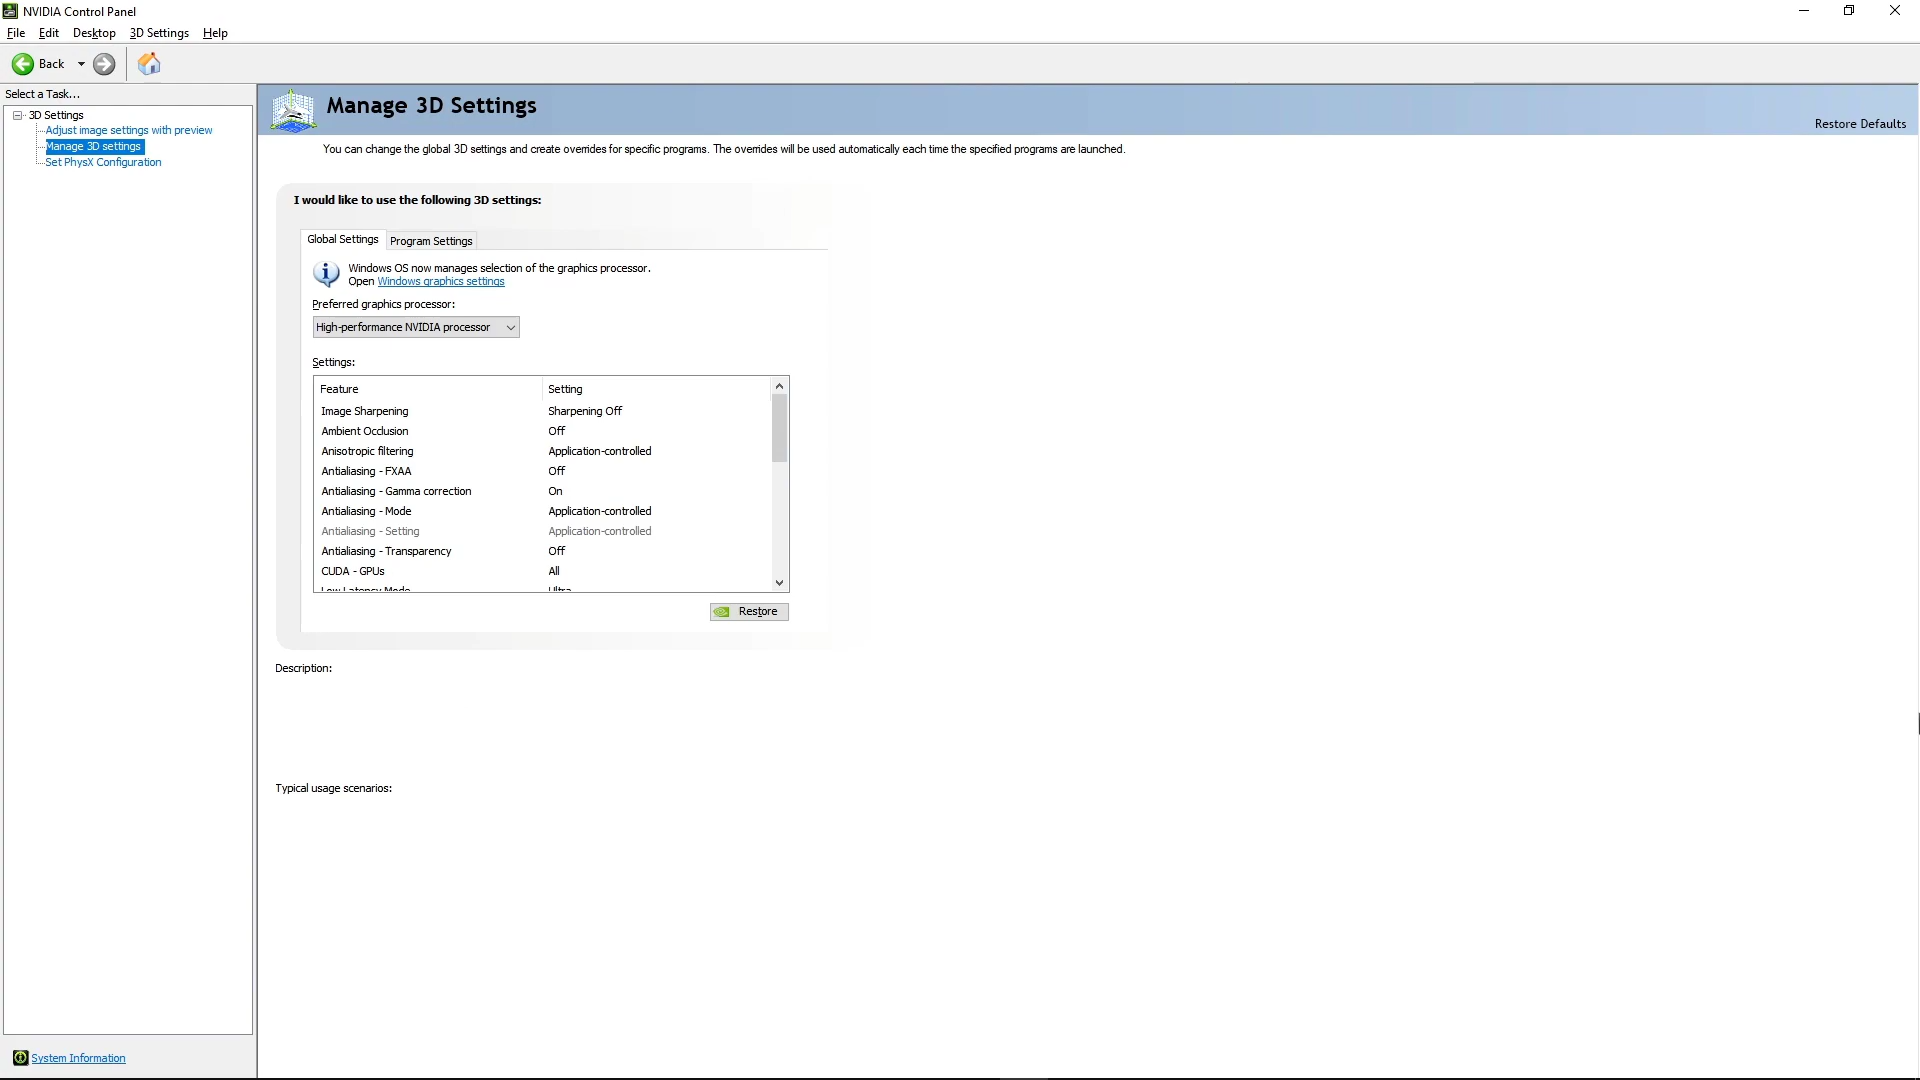 NVIDIA Control Panel
File Edit Desktop 3D Settings Help
Back
Select a Task...
3D Settings
Adjust image settings with preview
Manage 3D settings
Set PhysX Configuration
System Information
Manage 3D Settings
Restore Defaults
You can change the global 3D settings and create overrides for specific programs. The overrides will be used automatically each time the specified programs are launched.
I would like to use the following 3D settings:
Global Settings Program Settings
Windows OS now manages selection of the graphics processor.
Open Windows graphics settings
Preferred graphics processor:
High-performance NVIDIA processor
Settings:
Feature Setting
Image Sharpening Sharpening Off
Ambient Occlusion Off
Anisotropic filtering Application-controlled
Antialiasing - FXAA Off
Antialiasing - Gamma correction On
Antialiasing - Mode Application-controlled
Antialiasing - Setting Application-controlled
Antialiasing - Transparency Off
CUDA - GPUs All
Low Latency Mode Ultra
Restore
Description:
Typical usage scenarios: